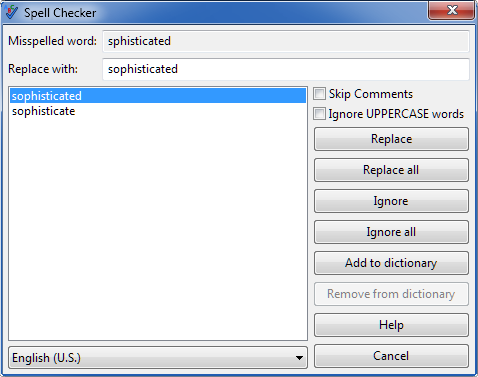 Spell Checker
Misspelled word: sphisticated
Replace with: sophisticated
sophisticated
sophisticate
Skip Comments
Ignore UPPERCASE words
Replace
Replace all
Ignore
Ignore all
Add to dictionary
Remove from dictionary
Help
English (U.S.)
Cancel